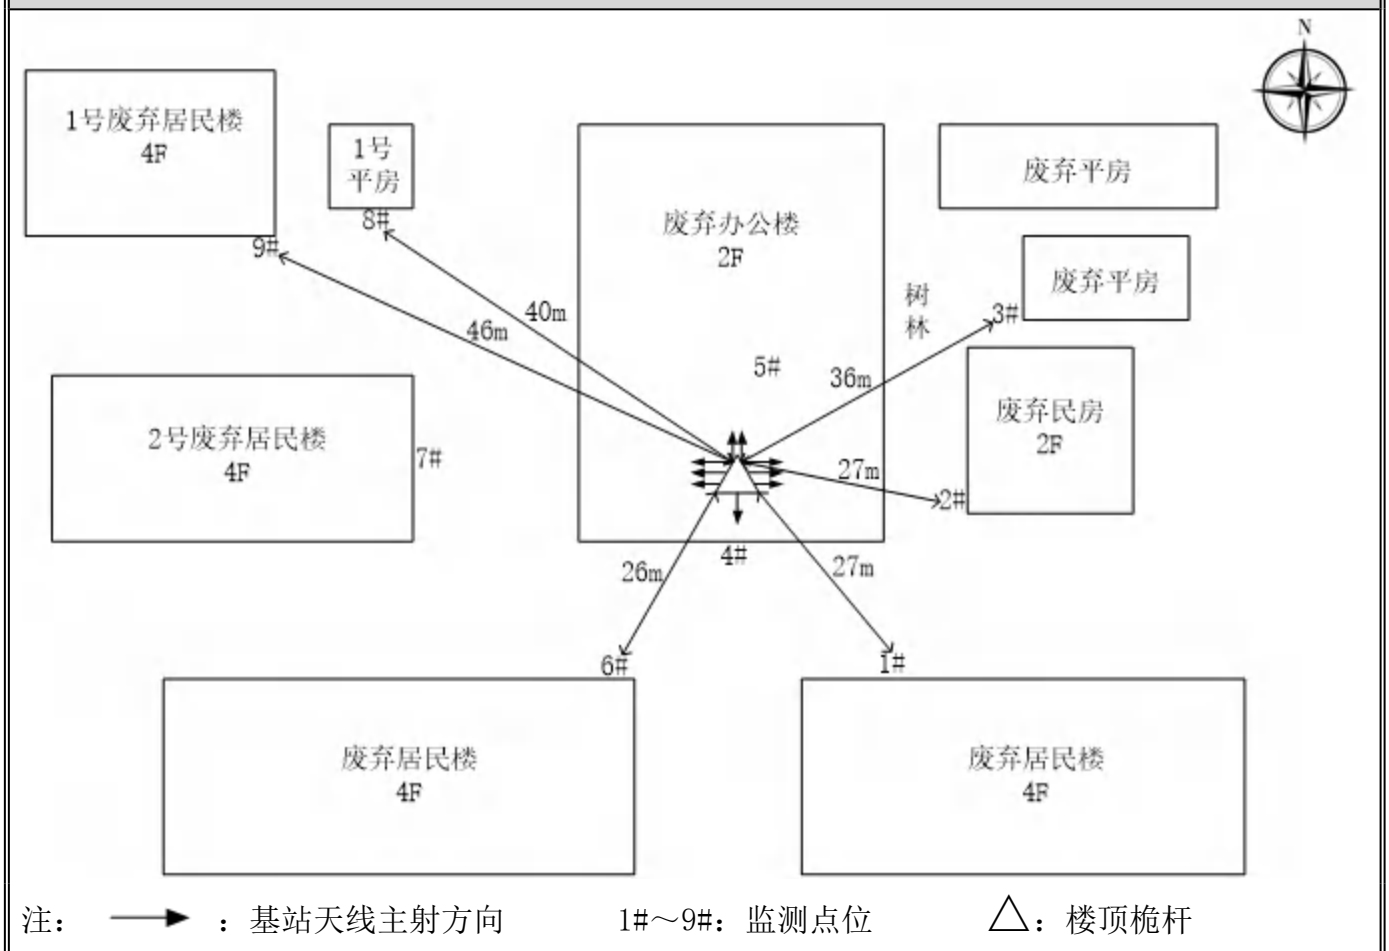 N
1号废弃居民楼
4F
1号
平房
8#
9#
废弃办公楼
2F
废弃平房
废弃平房
树
林
3#
40m
46m
5#
36m
废弃民房
2F
2号废弃居民楼
4F
7#
27m
2#
4#
26m
27m
6#
1#
废弃居民楼
4F
废弃居民楼
4F
注：
：基站天线主射方向
1#～9#：监测点位
：楼顶桅杆